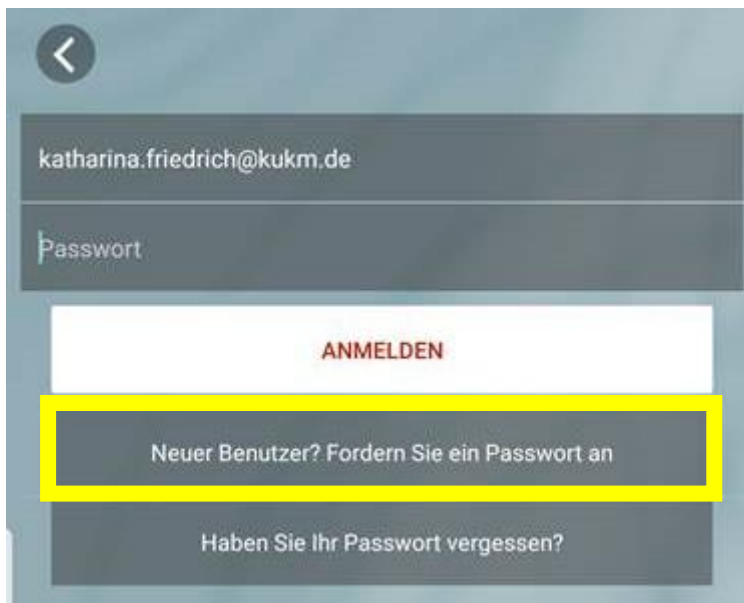 katharina.friedrich@kukm.de
Passwort
ANMELDEN
Neuer Benutzer? Fordern Sie ein Passwort an
Haben Sie Ihr Passwort vergessen?